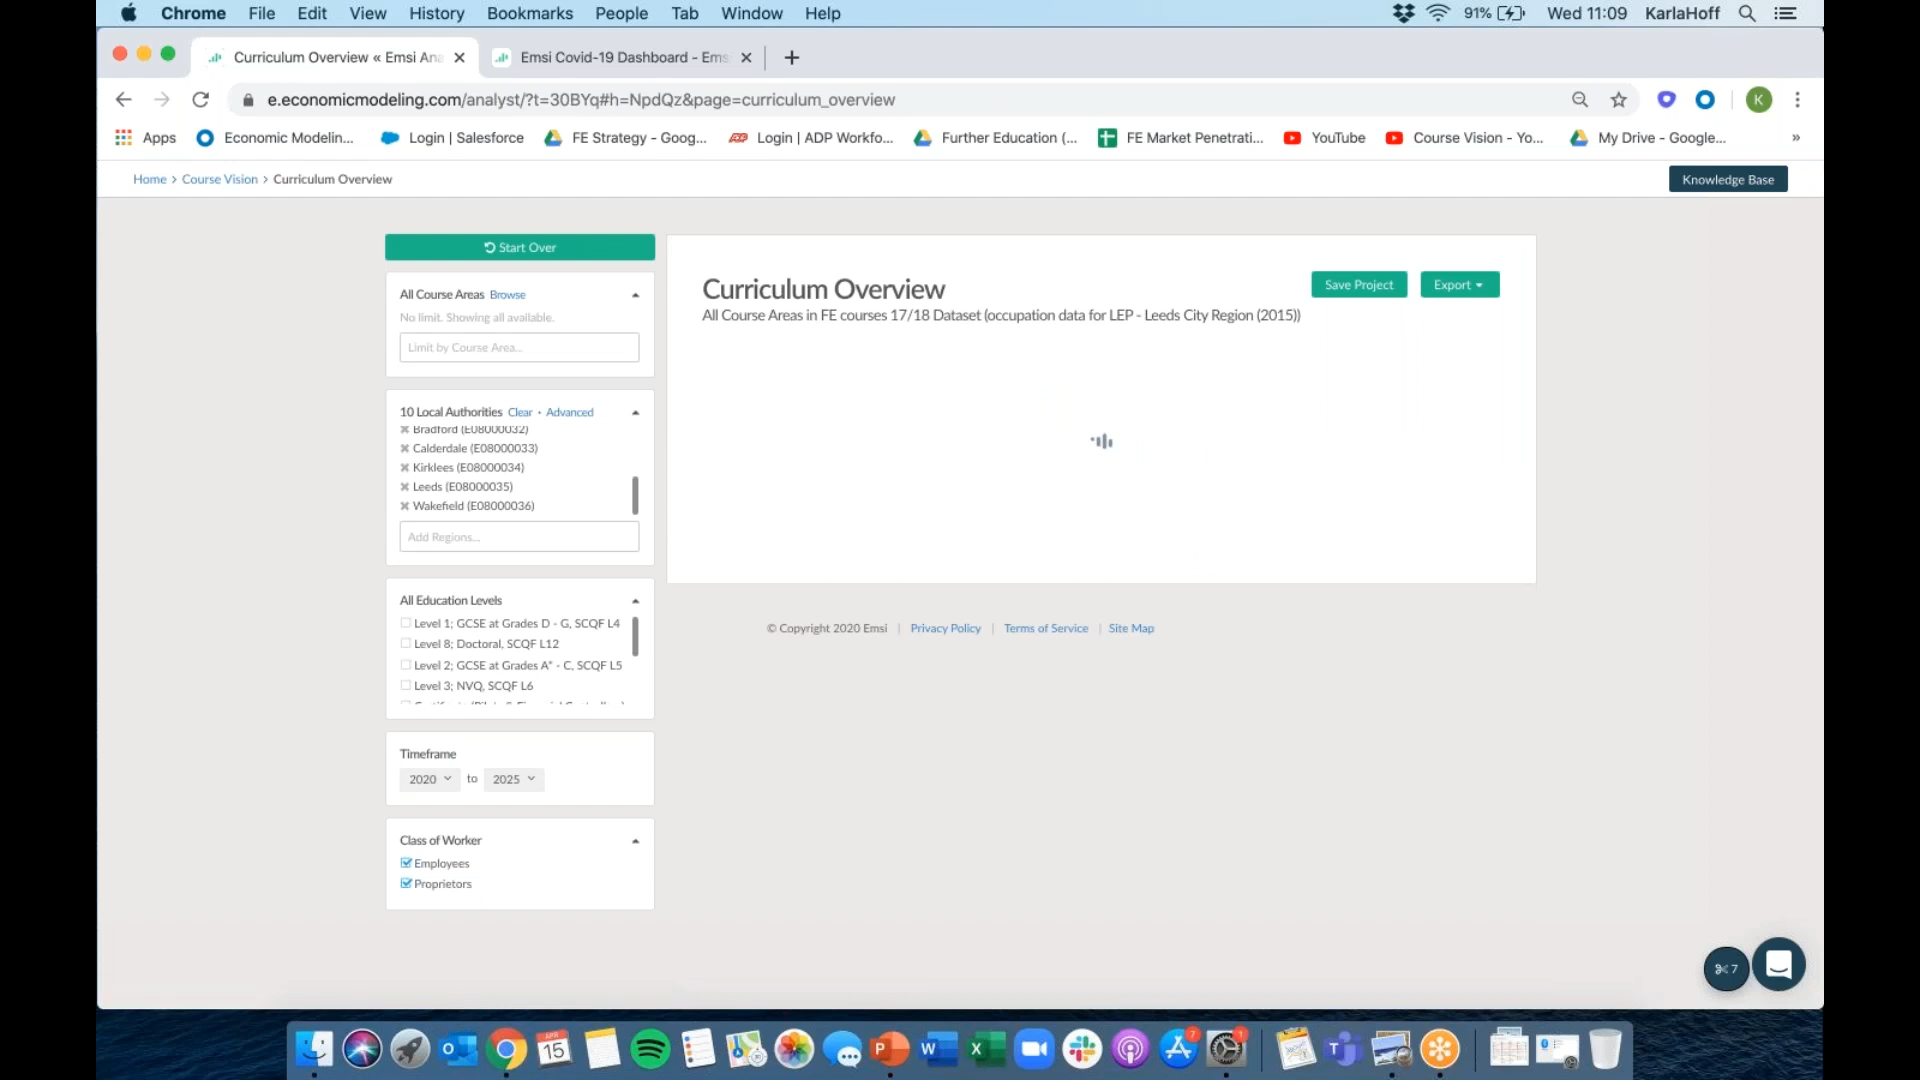 Chrome File Edit View History Bookmarks People Tab Window Help 91% Wed 11:09 KarlaHoff
Curriculum Overview « Emsi Ana Emsi Covid-19 Dashboard - Ems
e.economicmodeling.com/analyst/?t=30BYq#h=NpdQz&page=curriculum_overview K
Apps Economic Modelin... Login | Salesforce FE Strategy - Goog... Login | ADP Workfo... Further Education (... FE Market Penetrati... YouTube Course Vision - Yo... My Drive - Google... »
Home > Course Vision > Curriculum Overview Knowledge Base
Start Over
All Course Areas Browse
No limit. Showing all available.
Limit by Course Area...
10 Local Authorities Clear • Advanced
Bradford (E08000032)
Calderdale (E08000033)
Kirklees (E08000034)
Leeds (E08000035)
Wakefield (E08000036)
Add Regions...
All Education Levels
Level 1; GCSE at Grades D - G, SCQF L4
Level 8; Doctoral, SCQF L12
Level 2; GCSE at Grades A* - C, SCQF L5
Level 3; NVQ, SCQF L6
Timeframe
2020 to 2025
Class of Worker
Employees
Proprietors
Curriculum Overview
Save Project Export
All Course Areas in FE courses 17/18 Dataset (occupation data for LEP - Leeds City Region (2015))
© Copyright 2020 Emsi | Privacy Policy | Terms of Service | Site Map
7
APR
15
P W X 7 1